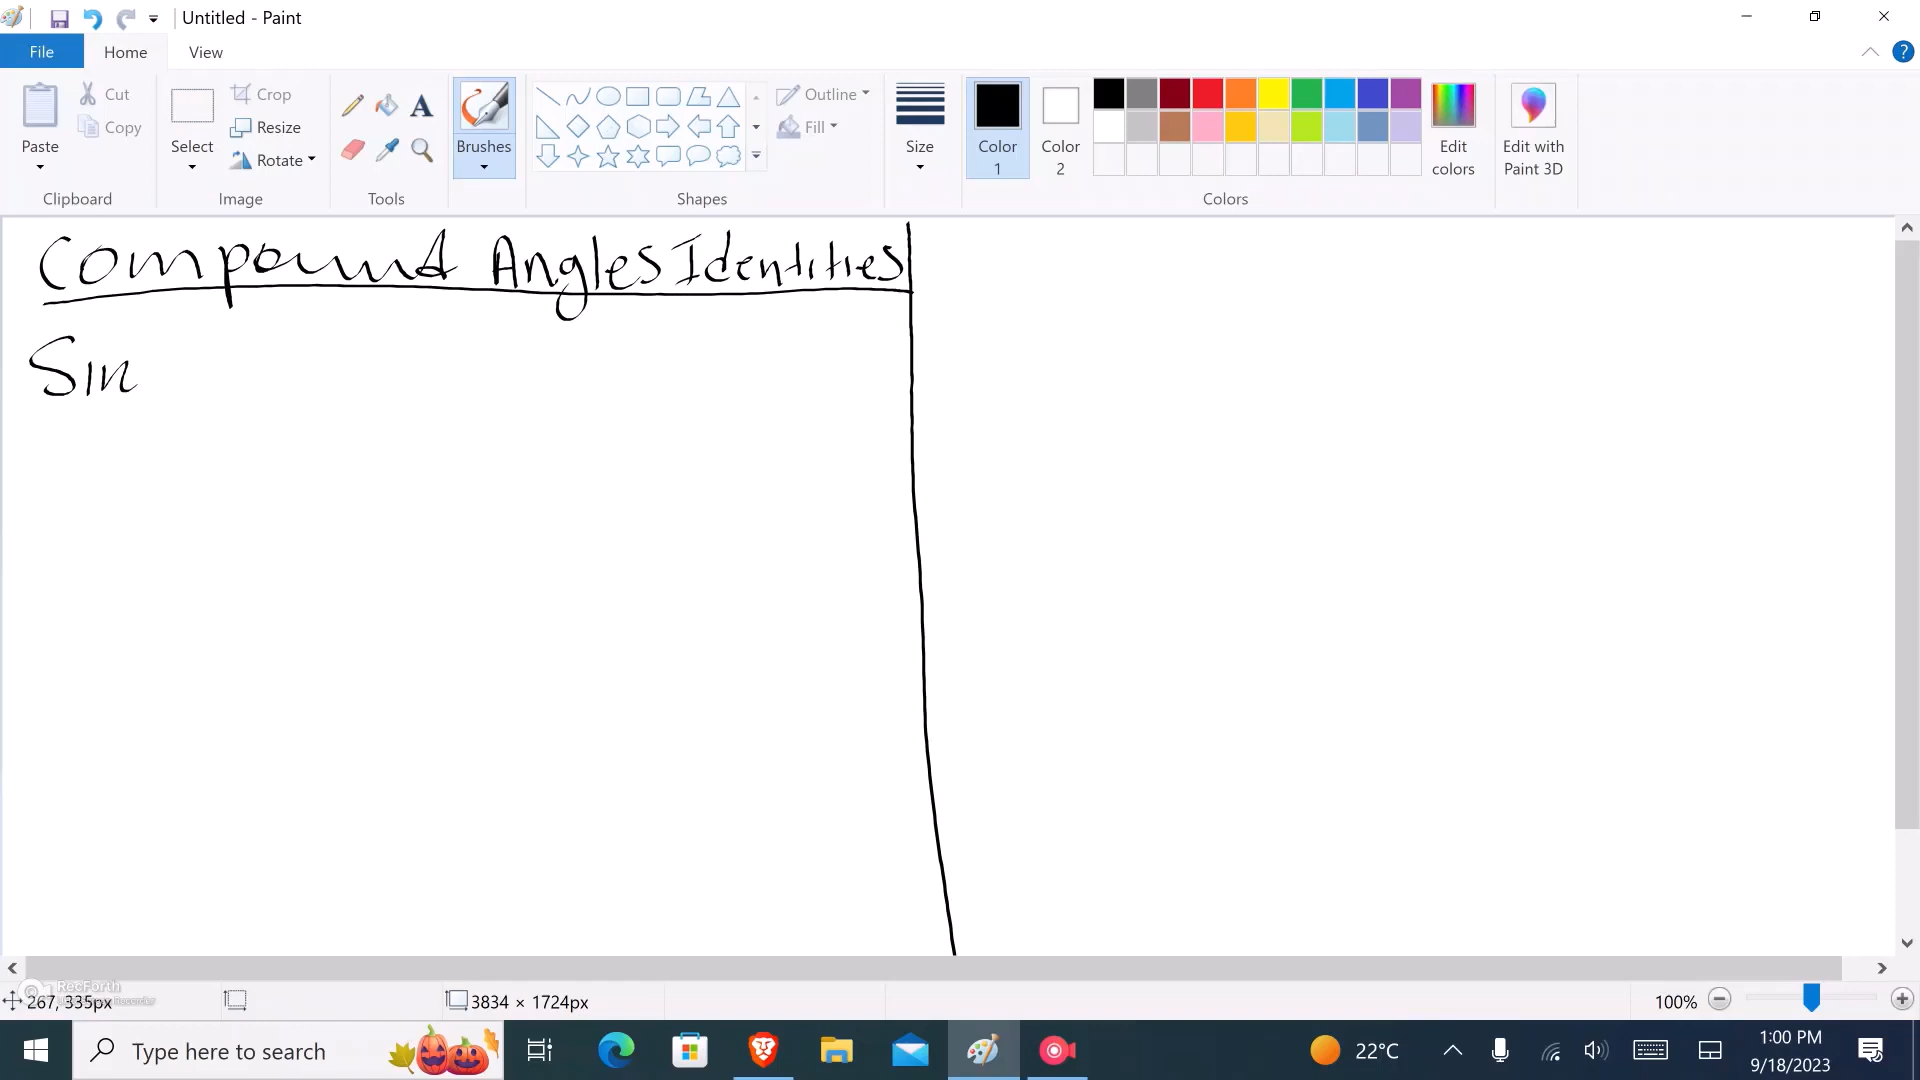 Untitled - Paint
File Home View
Paste Cut Copy Clipboard
Select Crop Resize Rotate Image
Tools
Brushes
Shapes Outline Fill
Size
Color 1 Color 2 Colors
Edit colors
Edit with Paint 3D
?
Compound Angles Identities
Sin
RecForth
267, 335px
3834 × 1724px
100%
Type here to search
22°C
1:00 PM
9/18/2023